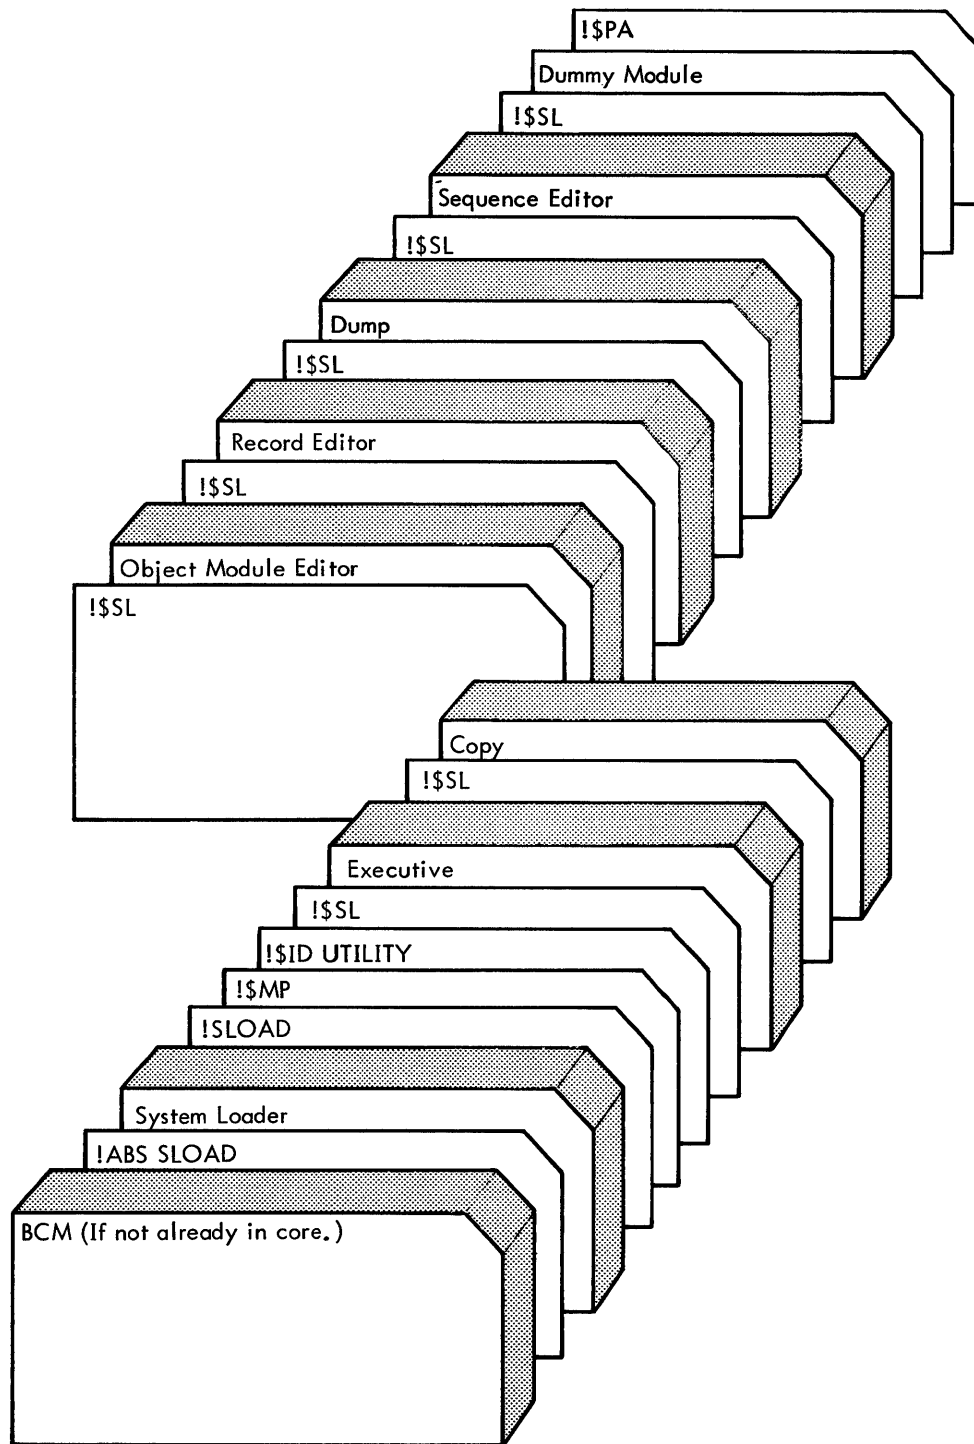 !$PA
Dummy Module
!$SL
Sequence Editor
!$SL
Dump
!$SL
Record Editor
!$SL
Object Module Editor
!$SL
Copy
!$SL
Executive
!$SL
!$ID UTILITY
!$MP
!SLOAD
System Loader
!ABS SLOAD
BCM (If not already in core.)